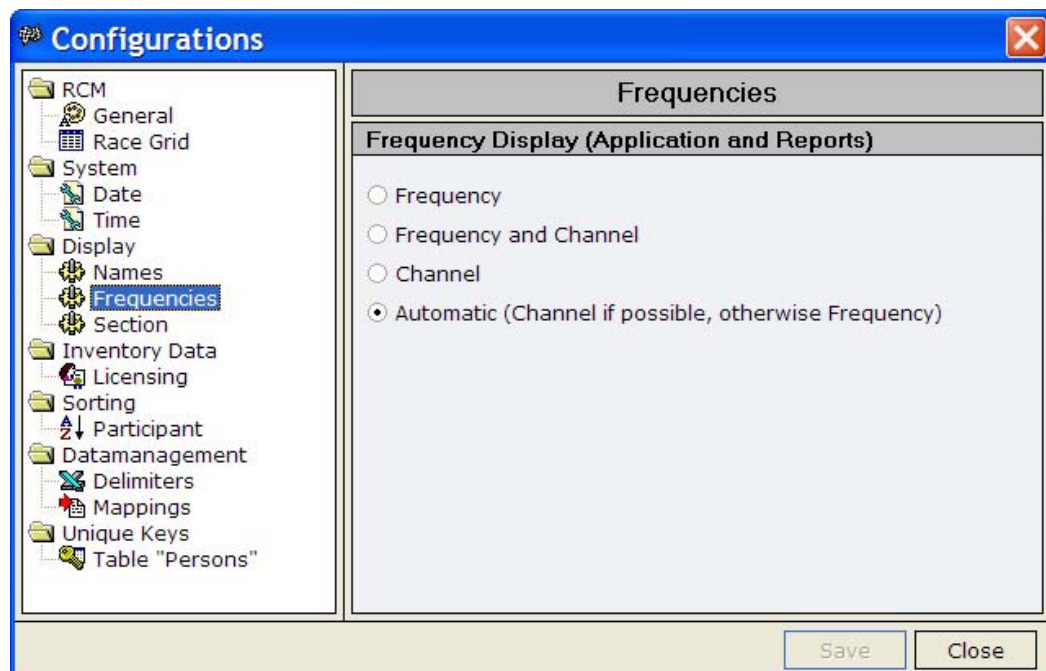 Configurations
RCM
General
Race Grid
System
Date
Time
Display
Names
Frequencies
Section
Inventory Data
Licensing
Sorting
Participant
Datamanagement
Delimiters
Mappings
Unique Keys
Table "Persons"
Frequencies
Frequency Display (Application and Reports)
Frequency
Frequency and Channel
Channel
Automatic (Channel if possible, otherwise Frequency)
Save
Close